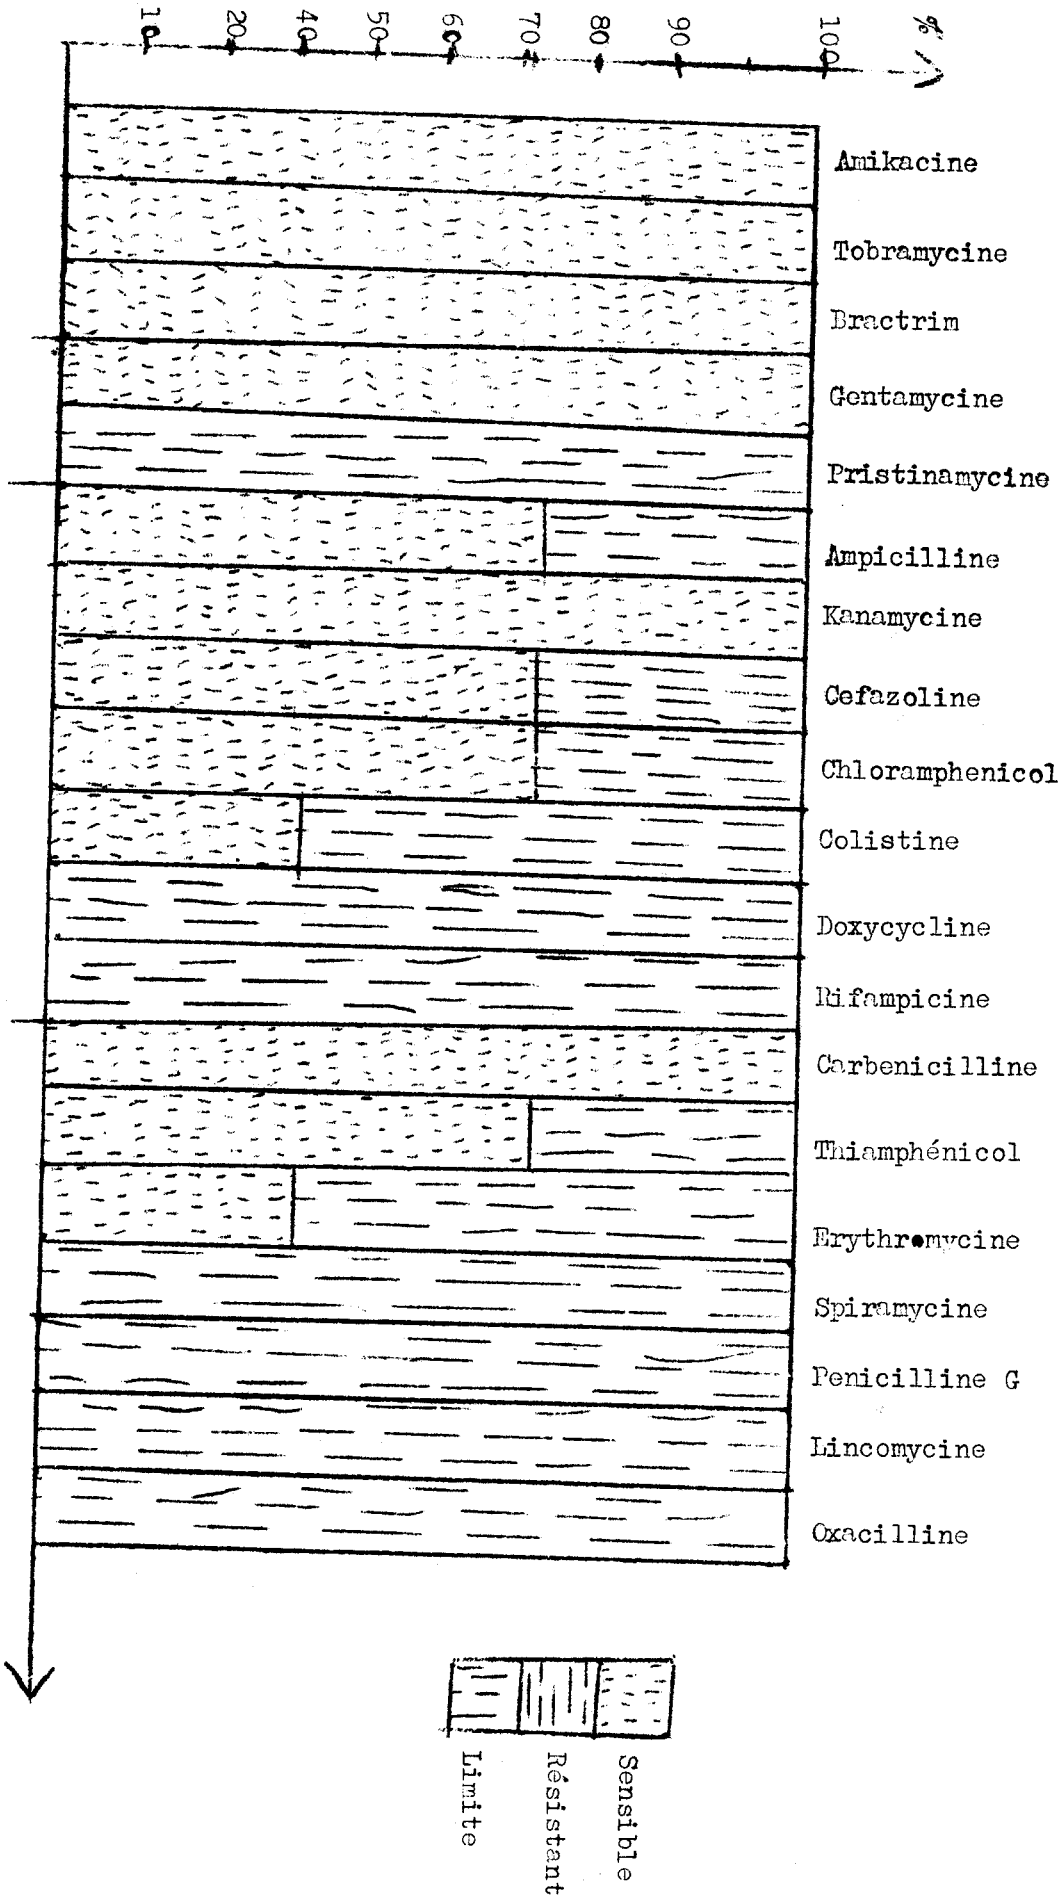 10 20 40 50 60 70 80 90 100 %
Amikacine
Tobramycine
Bractrim
Gentamycine
Pristinamycine
Ampicilline
Kanamycine
Cefazoline
Chloramphenicol
Colistine
Doxycycline
Rifampicine
Carbenicilline
Thiamphénicol
Erythromycine
Spiramycine
Penicilline G
Lincomycine
Oxacilline
Sensible
Résistant
Limite